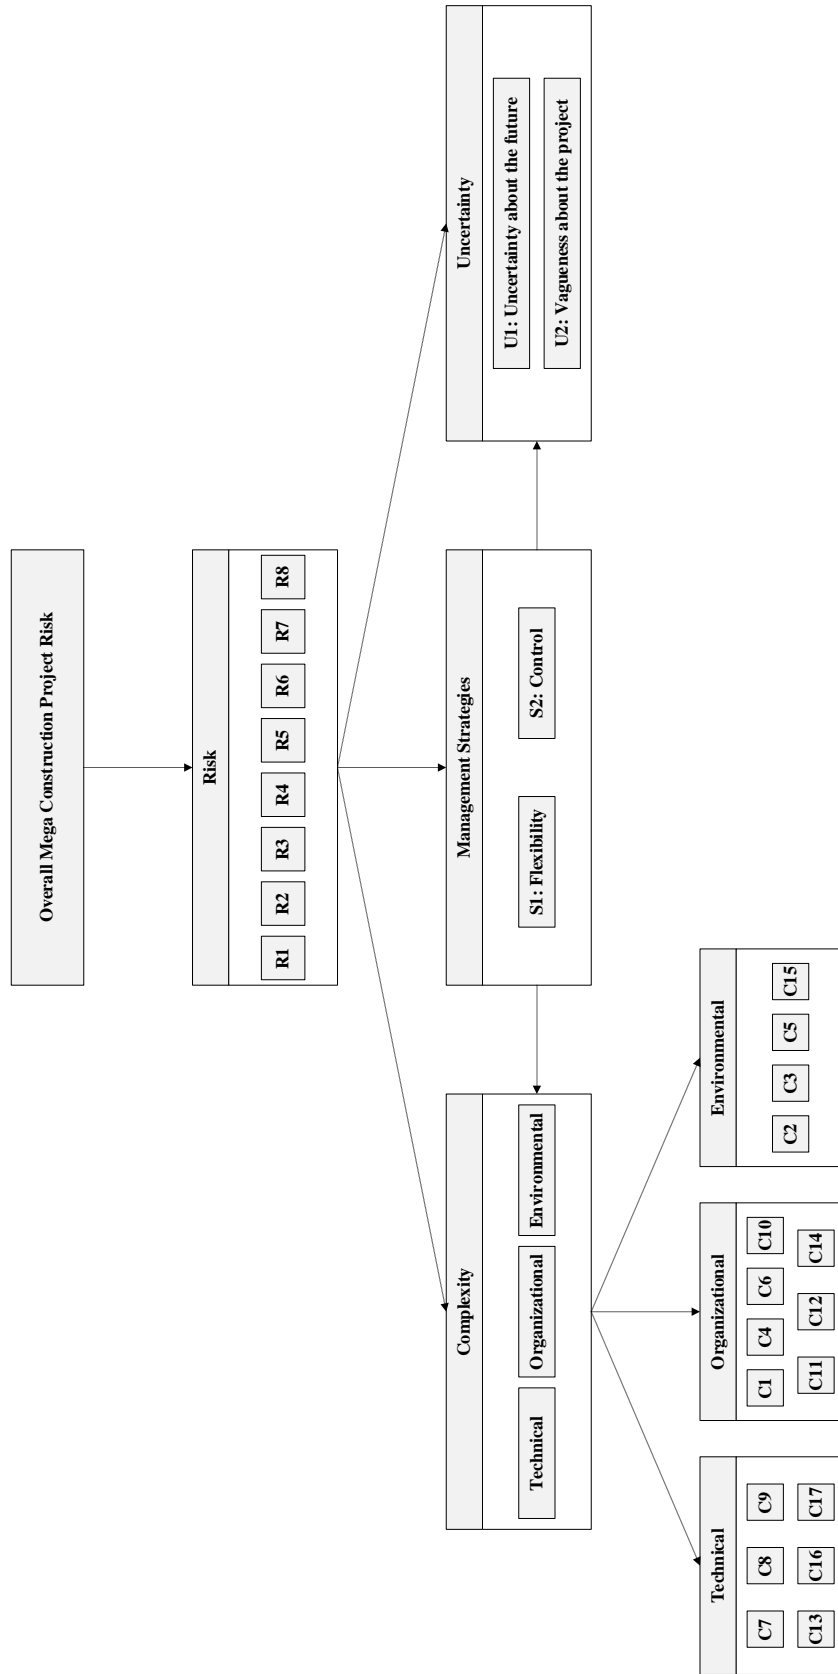 Overall Mega Construction Project Risk
Risk
R1 R2 R3 R4 R5 R6 R7 R8
Complexity
Technical Organizational Environmental
Management Strategies
S1: Flexibility S2: Control
Uncertainty
U1: Uncertainty about the future
U2: Vagueness about the project
Technical
C7 C8 C9
C13 C16 C17
Organizational
C1 C4 C6 C10
C11 C12 C14
Environmental
C2 C3 C5 C15